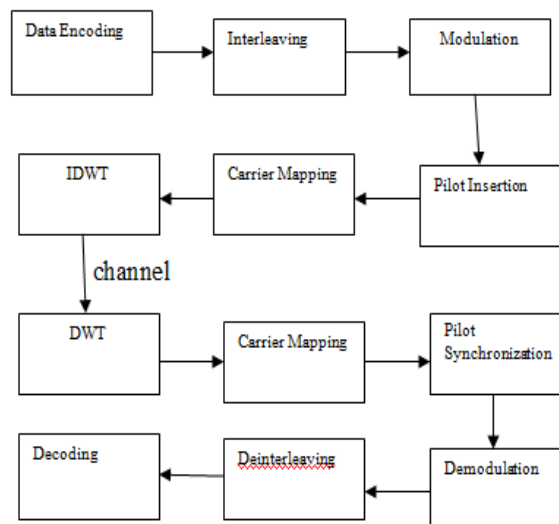 Data Encoding
Interleaving
Modulation
IDWT
Carrier Mapping
Pilot Insertion
channel
DWT
Carrier Mapping
Pilot
Synchronization
Decoding
Deinterleaving
Demodulation